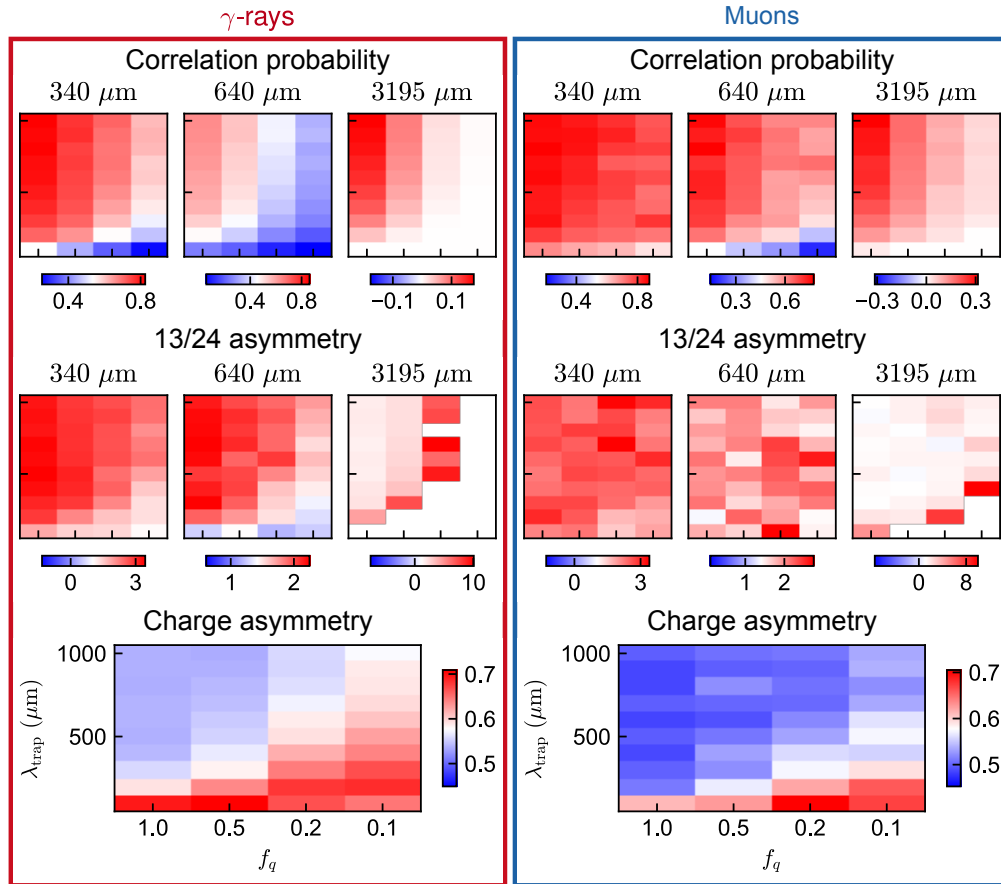 γ-rays
Correlation probability
340 μm 640 μm 3195 μm
0.4 0.8 0.4 0.8 −0.1 0.1
13/24 asymmetry
340 μm 640 μm 3195 μm
0 3 1 2 0 10
Charge asymmetry
1000
500
λtrap (μm)
0.7
0.6
0.5
1.0 0.5 0.2 0.1
fq
Muons
Correlation probability
340 μm 640 μm 3195 μm
0.4 0.8 0.3 0.6 −0.3 0.0 0.3
13/24 asymmetry
340 μm 640 μm 3195 μm
0 3 1 2 0 8
Charge asymmetry
1000
500
λtrap (μm)
0.7
0.6
0.5
1.0 0.5 0.2 0.1
fq